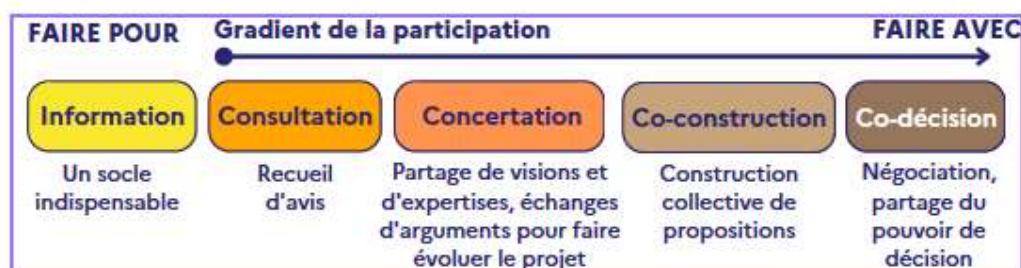 FAIRE POUR
Gradient de la participation
FAIRE AVEC
Information
Un socle
indispensable
Consultation
Recueil
d'avis
Concertation
Partage de visions et
d'expertises, échanges
d'arguments pour faire
évoluer le projet
Co-construction
Construction
collective de
propositions
Co-décision
Négociation,
partage du
pouvoir de
décision